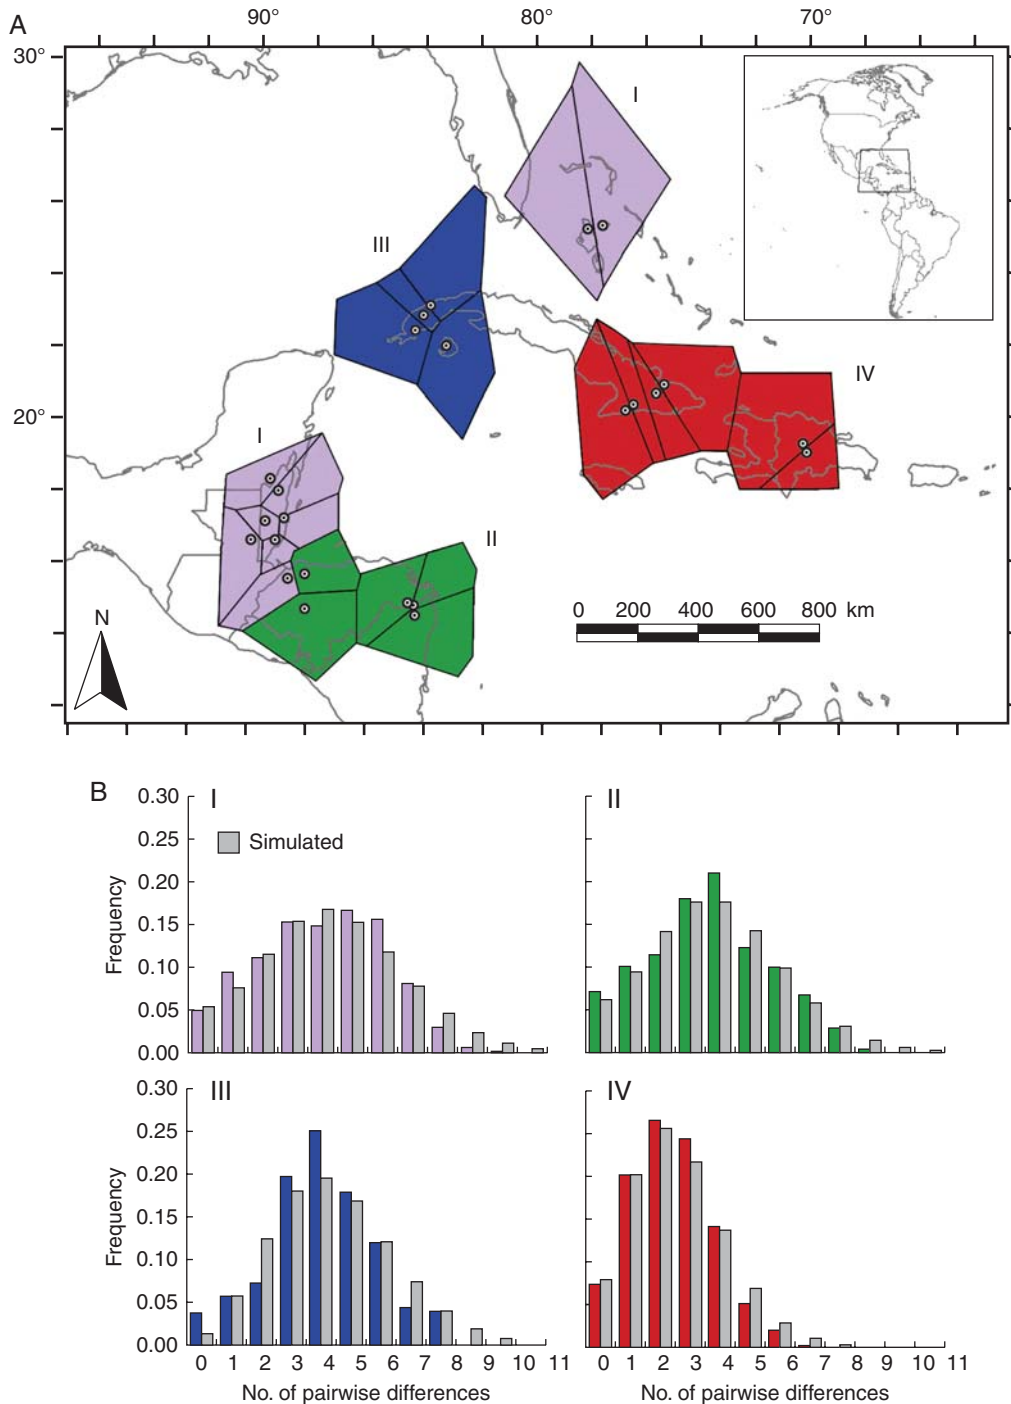 A
90° 80° 70°
30°
20°
I
III
IV
I
II
N
0 200 400 600 800 km
B
I
II
0.30
0.25
0.20
0.15
0.10
0.05
0.00
Frequency
Simulated
III
IV
0.30
0.25
0.20
0.15
0.10
0.05
0.00
Frequency
0 1 2 3 4 5 6 7 8 9 10 11
0 1 2 3 4 5 6 7 8 9 10 11
No. of pairwise differences
No. of pairwise differences